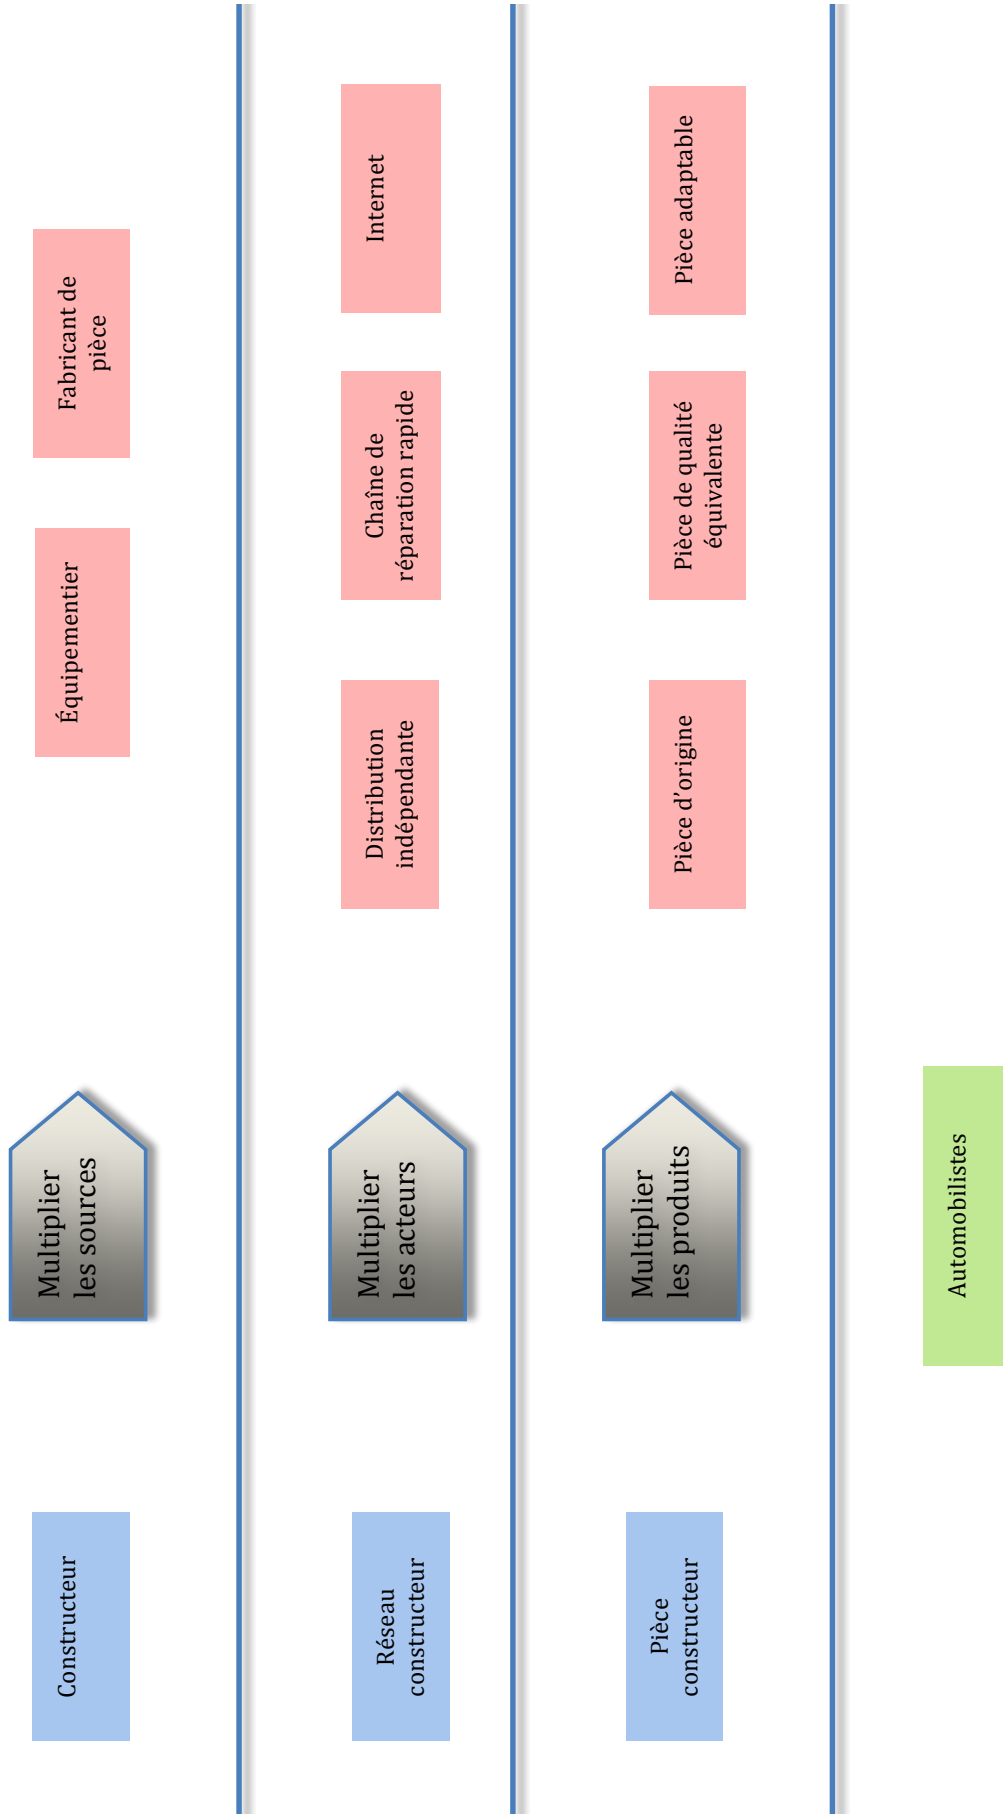 Constructeur
Multiplier
les sources
Équipementier
Fabricant de
pièce
Réseau
constructeur
Multiplier
les acteurs
Distribution
indépendante
Chaîne de
réparation rapide
Internet
Pièce
constructeur
Multiplier
les produits
Pièce d’origine
Pièce de qualité
équivalente
Pièce adaptable
Automobilistes